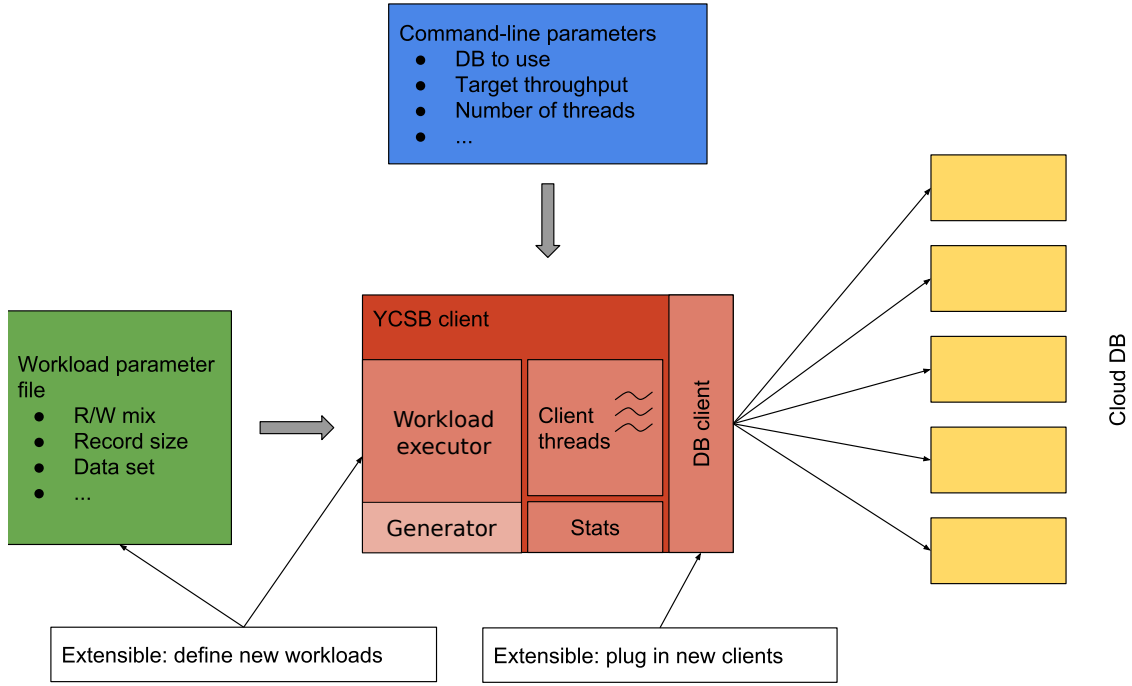 Command-line parameters
● DB to use
● Target throughput
● Number of threads
● ...
YCSB client
Workload parameter
file
● R/W mix
● Record size
● Data set
● ...
Workload
executor
Client
threads
DB client
Cloud DB
Generator
Stats
Extensible: define new workloads
Extensible: plug in new clients